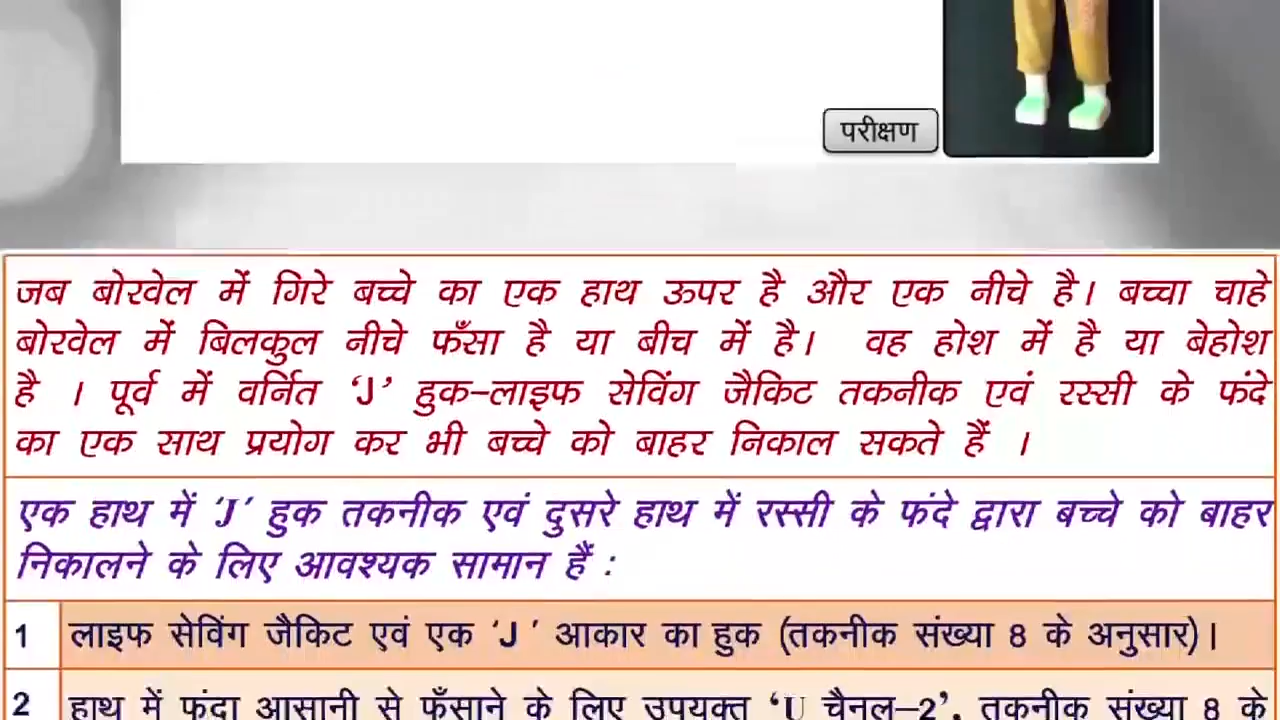 परीक्षण
जब बोरवेल में गिरे बच्चे का एक हाथ ऊपर है और एक नीचे है। बच्चा चाहे
बोरवेल में बिलकुल नीचे फँसा है या बीच में है। वह होश में है या बेहोश
है । पूर्व में वर्नित ‘J’ हुक–लाइफ सेविंग जैकिट तकनीक एवं रस्सी के फंदे
का एक साथ प्रयोग कर भी बच्चे को बाहर निकाल सकते हैं ।
एक हाथ में ‘J’ हुक तकनीक एवं दुसरे हाथ में रस्सी के फंदे द्वारा बच्चे को बाहर
निकालने के लिए आवश्यक सामान हैं :
1 लाइफ सेविंग जैकिट एवं एक ‘J ’ आकार का हुक (तकनीक संख्या 8 के अनुसार)।
2 हाथ में फंदा आसानी से फँसाने के लिए उपयुक्त ‘U चैनल–2’, तकनीक संख्या 8 के